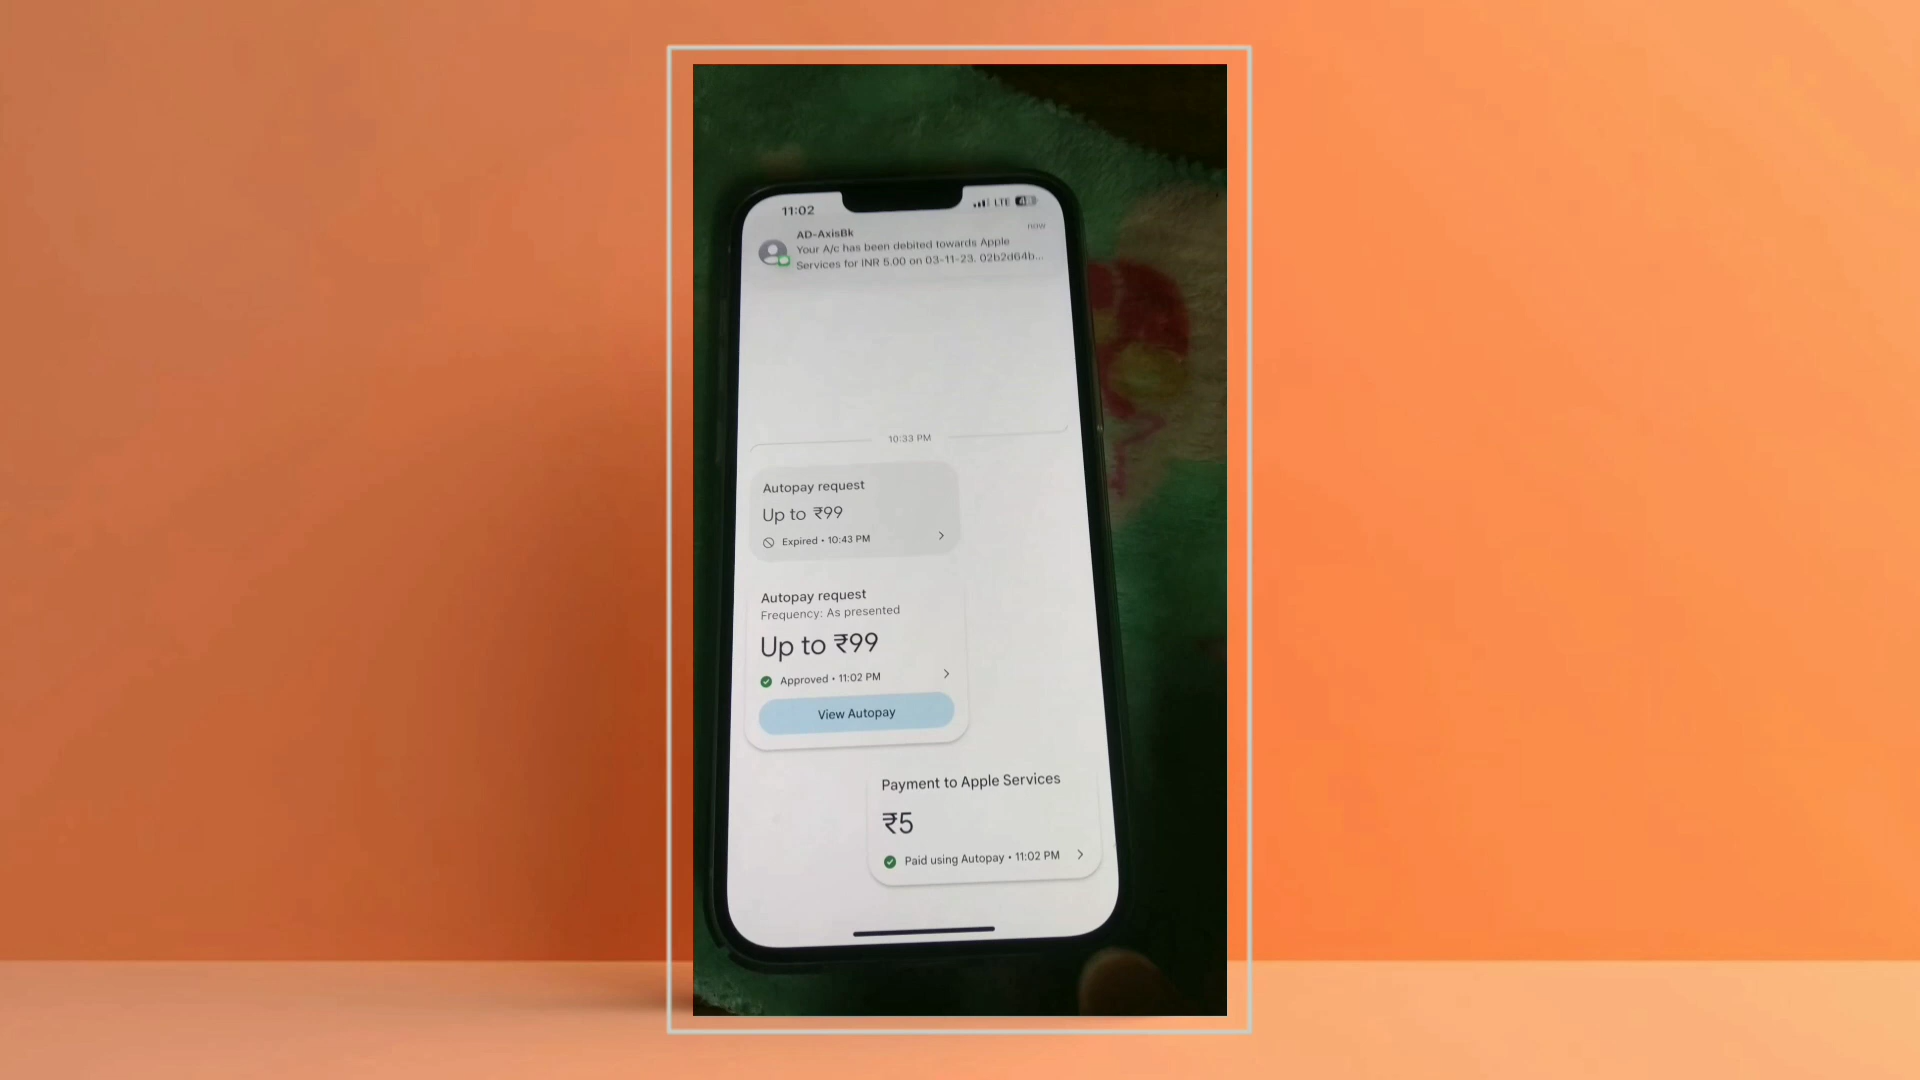 11:02
LTE
AD-AxisBk
now
Your A/c has been debited towards Apple
Services for INR 5.00 on 03-11-23. 02b2d64b...
10:33 PM
Autopay request
Up to ₹99
Expired • 10:43 PM
Autopay request
Frequency: As presented
Up to ₹99
Approved • 11:02 PM
View Autopay
Payment to Apple Services
₹5
Paid using Autopay • 11:02 PM